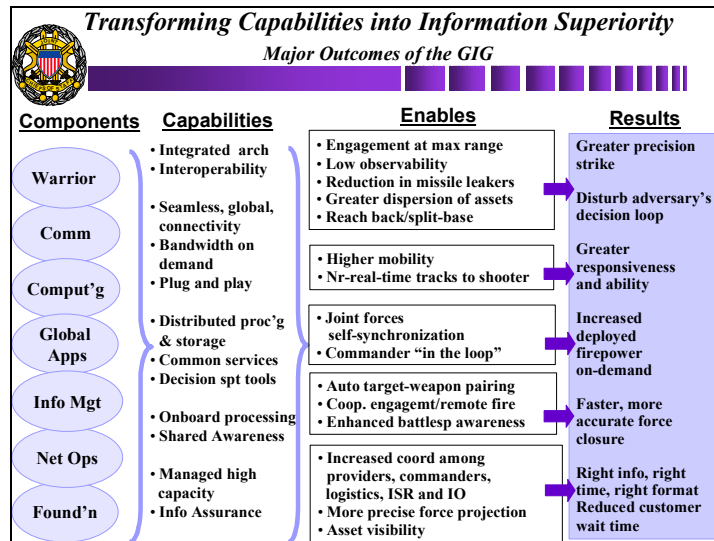 Transforming Capabilities into Information Superiority
Major Outcomes of the GIG
Components
Warrior
Comm
Comput'g
Global
Apps
Info Mgt
Net Ops
Found'n
Capabilities
• Integrated arch
• Interoperability
• Seamless, global,
connectivity
• Bandwidth on
demand
• Plug and play
• Distributed proc'g
& storage
• Common services
• Decision spt tools
• Onboard processing
• Shared Awareness
• Managed high
capacity
• Info Assurance
Enables
• Engagement at max range
• Low observability
• Reduction in missile leakers
• Greater dispersion of assets
• Reach back/split-base
• Higher mobility
• Nr-real-time tracks to shooter
• Joint forces
self-synchronization
• Commander “in the loop”
• Auto target-weapon pairing
• Coop. engagemt/remote fire
• Enhanced battlesp awareness
• Increased coord among
providers, commanders,
logistics, ISR and IO
• More precise force projection
• Asset visibility
Results
Greater precision
strike
Disturb adversary’s
decision loop
Greater
responsiveness
and ability
Increased
deployed
firepower
on-demand
Faster, more
accurate force
closure
Right info, right
time, right format
Reduced customer
wait time